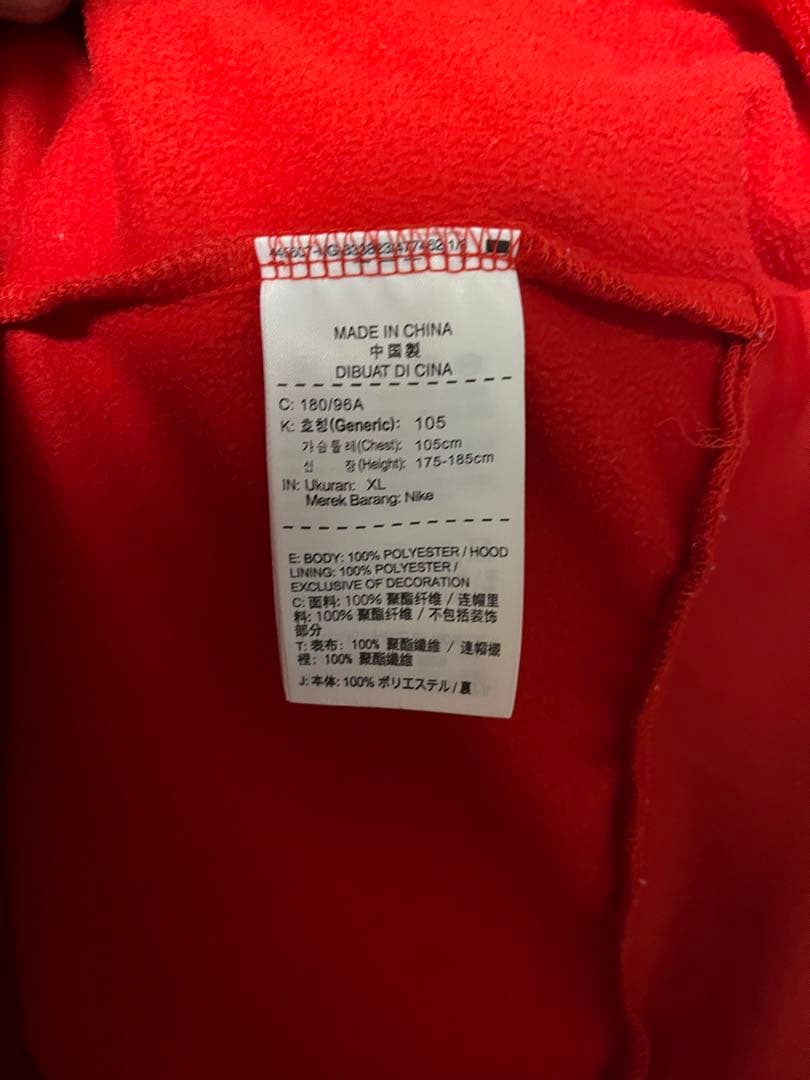 MADE IN CHINA
中国製
DIBUAT DI CINA
C: 180/96A
K: 호칭(Generic): 105
가슴둘레(Chest): 105cm
신 장(Height): 175-185cm
IN: Ukuran: XL
Merek Barang: Nike
E: BODY: 100% POLYESTER / HOOD
LINING: 100% POLYESTER /
EXCLUSIVE OF DECORATION
C: 面料: 100% 聚酯纤维 / 连帽里
料: 100% 聚酯纤维 / 不包括装饰
部分
T: 表布: 100% 聚酯纖維 / 連帽襯
裡: 100% 聚酯纖維
J: 本体: 100% ポリエステル / 裏